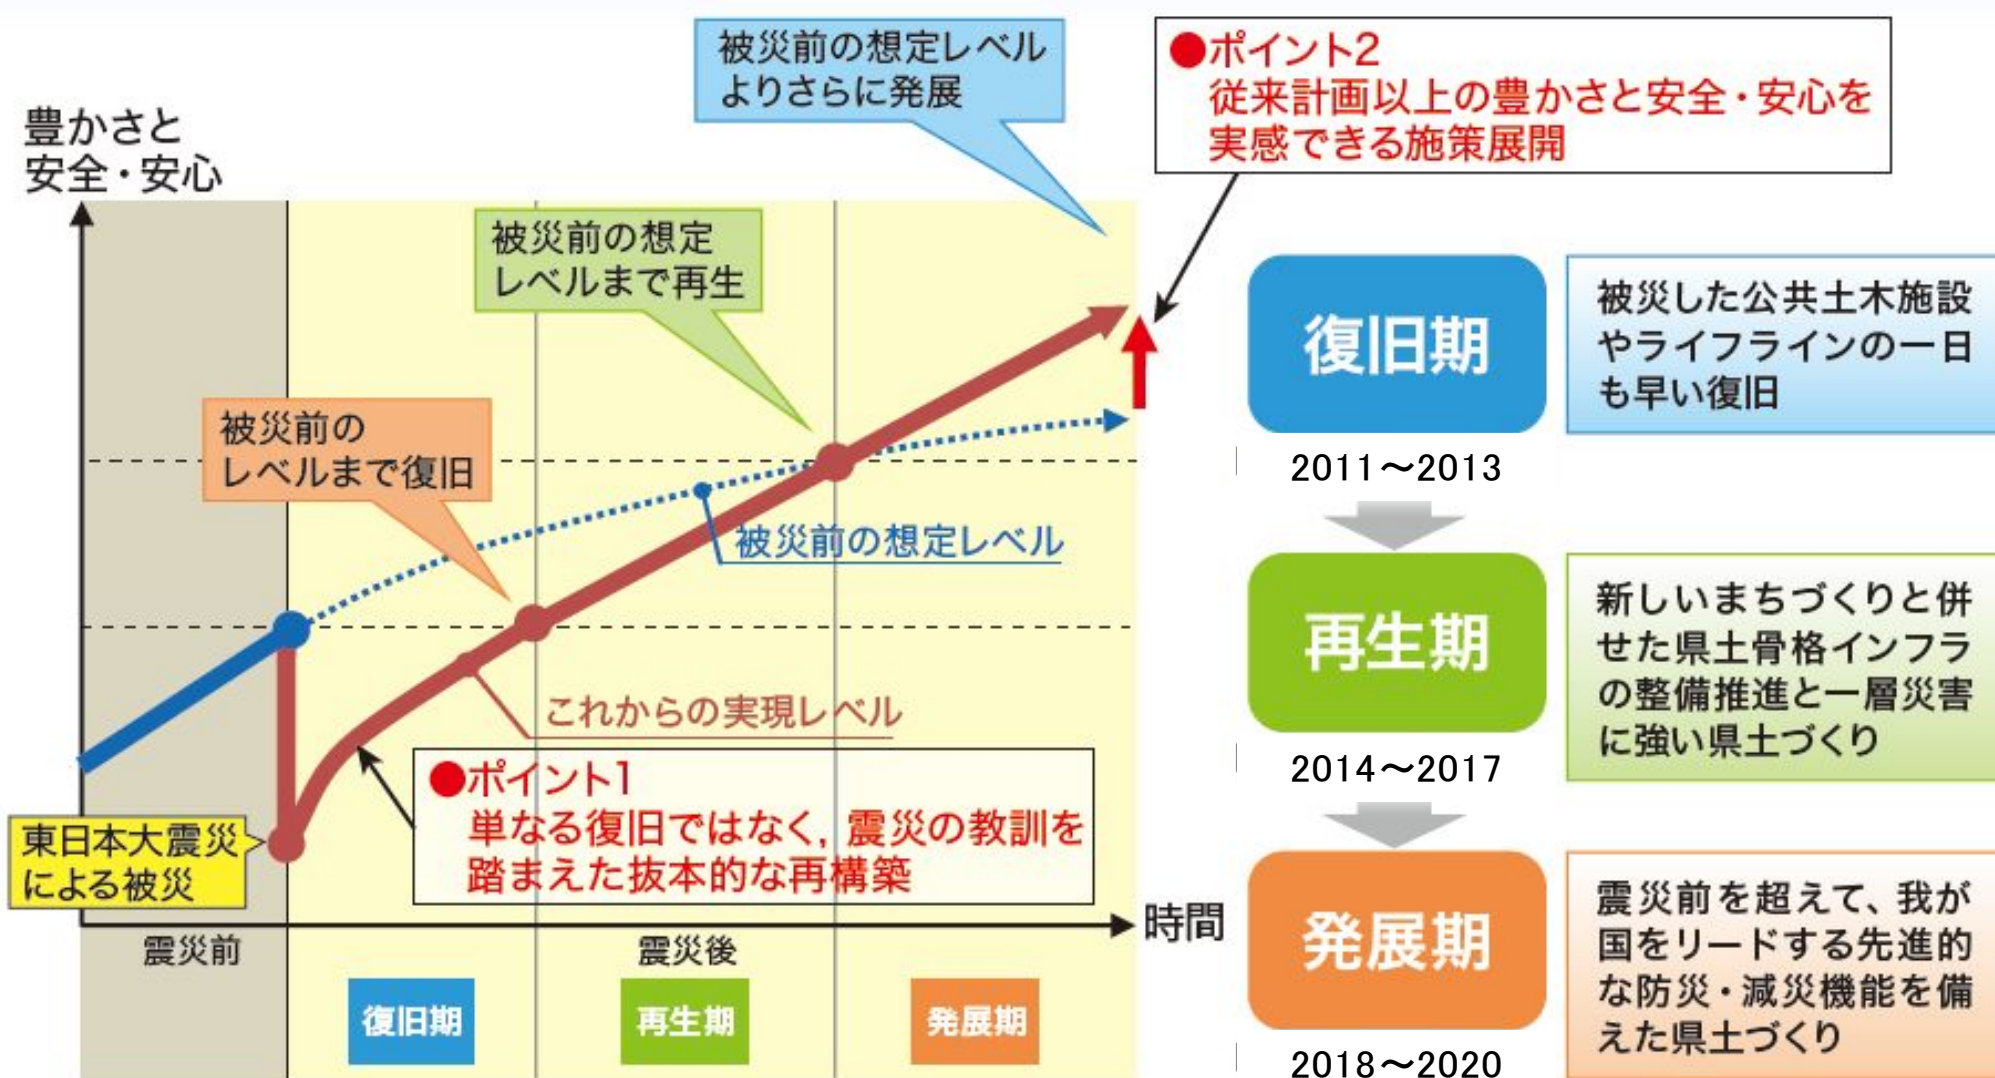 被災前の想定レベル
よりさらに発展
●ポイント2
従来計画以上の豊かさと安全・安心を
実感できる施策展開
豊かさと
安全・安心
被災前の想定
レベルまで再生
被災前の
レベルまで復旧
被災前の想定レベル
これからの実現レベル
●ポイント1
単なる復旧ではなく, 震災の教訓を
踏まえた抜本的な再構築
東日本大震災
による被災
時間
震災前
震災後
復旧期
再生期
発展期
復旧期
被災した公共土木施設
やライフラインの一日
も早い復旧
2011～2013
再生期
新しいまちづくりと併
せた県土骨格インフラ
の整備推進と一層災害
に強い県土づくり
2014～2017
発展期
震災前を超えて、我が
国をリードする先進的
な防災・減災機能を備
えた県土づくり
2018～2020